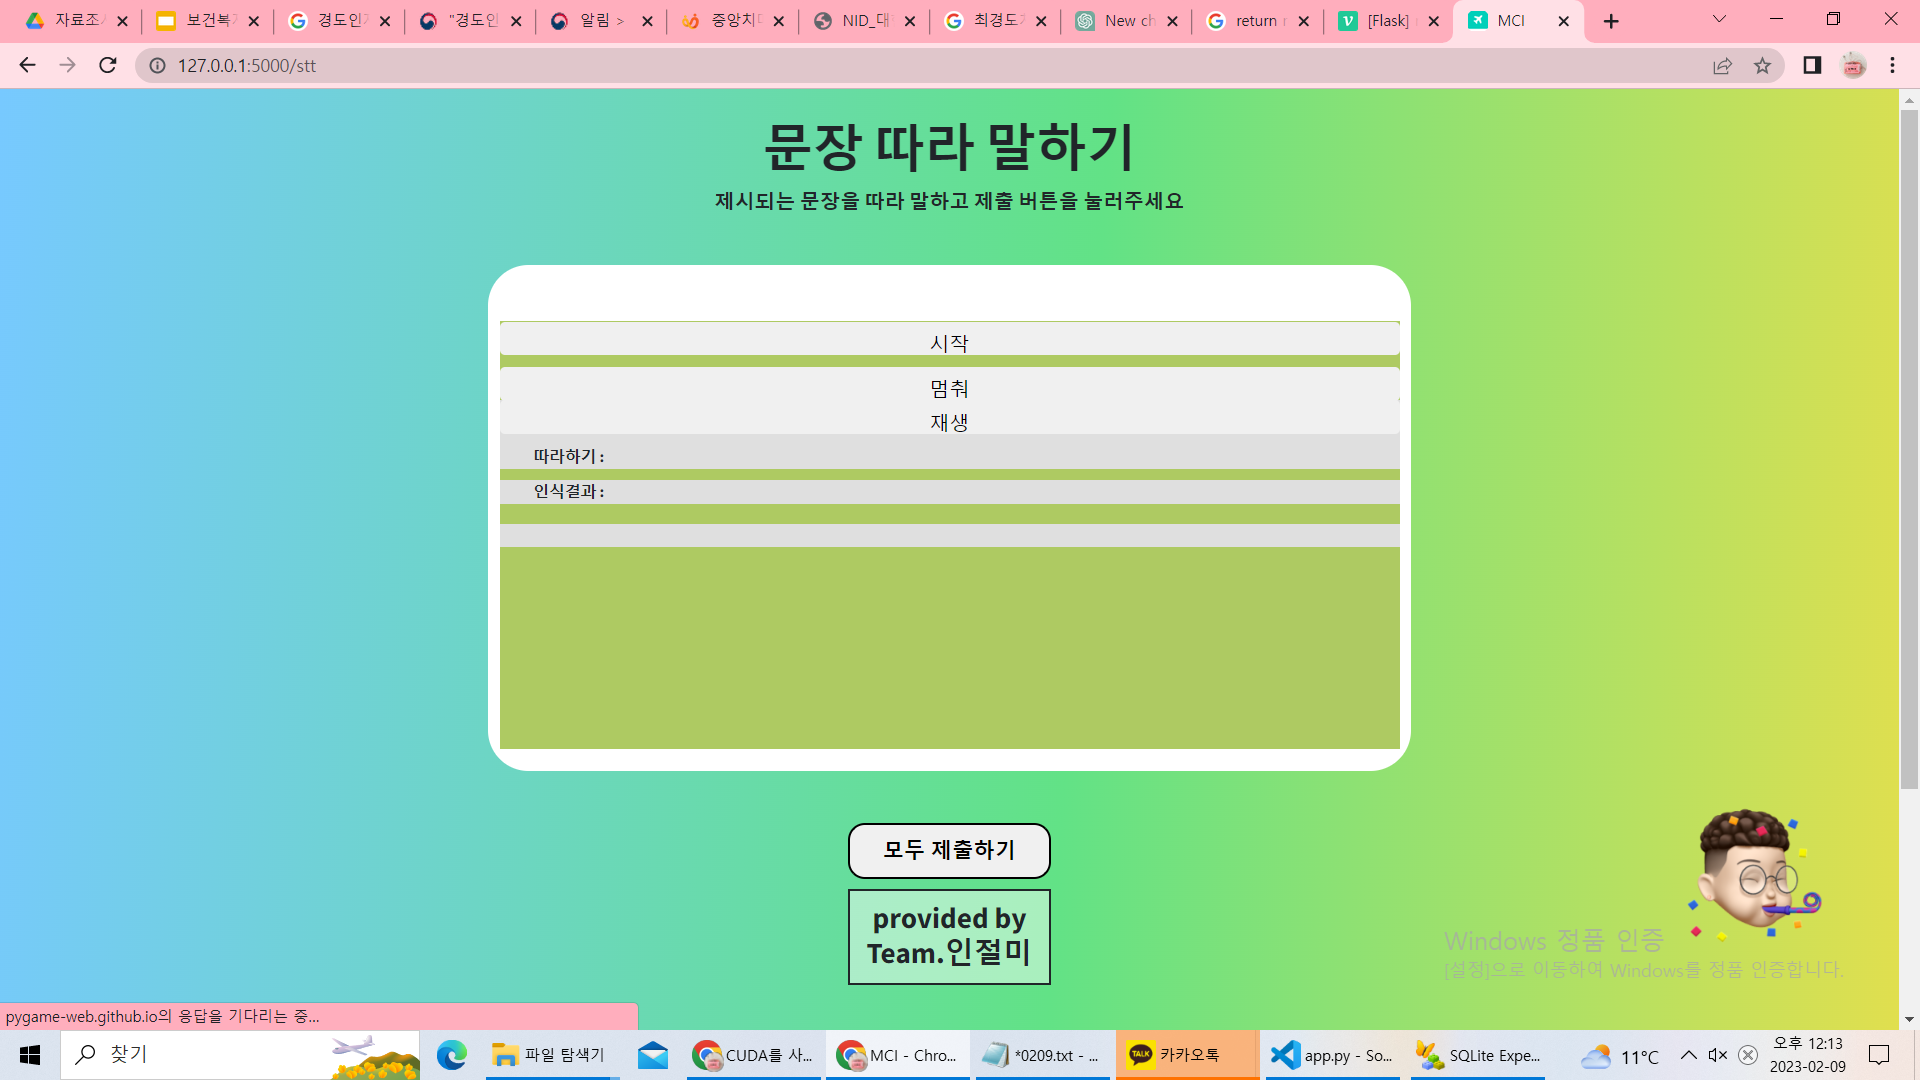 자료조사
보건복지
경도인지
"경도인
알림 >
중앙치매
NID_대
최경도
New ch
return r
[Flask]
MCI
127.0.0.1:5000/stt
문장 따라 말하기
제시되는 문장을 따라 말하고 제출 버튼을 눌러주세요
시작
멈춰
재생
따라하기 :
인식결과 :
모두 제출하기
provided by
Team.인절미
Windows 정품 인증
[설정]으로 이동하여 Windows를 정품 인증합니다.
pygame-web.github.io의 응답을 기다리는 중...
찾기
파일 탐색기
CUDA를 사...
MCI - Chro...
*0209.txt - ...
TALK
카카오톡
app.py - So...
SQLite Expe...
11°C
오후 12:13
2023-02-09